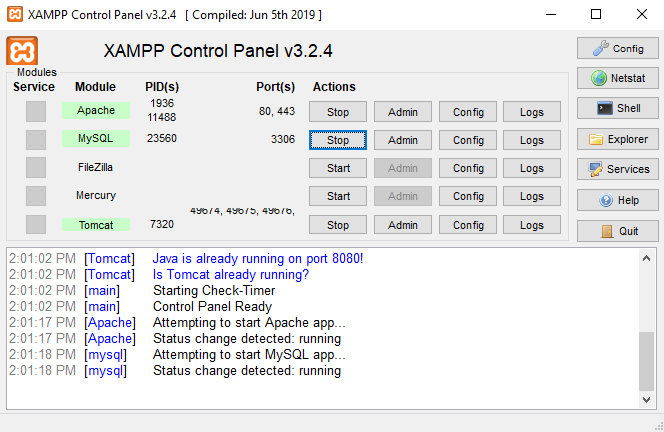 XAMPP Control Panel v3.2.4 [ Compiled: Jun 5th 2019 ]
XAMPP Control Panel v3.2.4
Config
Modules
Service Module PID(s) Port(s) Actions
Netstat
Apache 1936 11488 80, 443 Stop Admin Config Logs
Shell
MySQL 23560 3306 Stop Admin Config Logs
Explorer
FileZilla Start Admin Config Logs
Services
Mercury Start Admin Config Logs
Help
Tomcat 7320 49674, 49675, 49676, Stop Admin Config Logs
Quit
2:01:02 PM [Tomcat] Java is already running on port 8080!
2:01:02 PM [Tomcat] Is Tomcat already running?
2:01:02 PM [main] Starting Check-Timer
2:01:02 PM [main] Control Panel Ready
2:01:17 PM [Apache] Attempting to start Apache app...
2:01:17 PM [Apache] Status change detected: running
2:01:18 PM [mysql] Attempting to start MySQL app...
2:01:18 PM [mysql] Status change detected: running